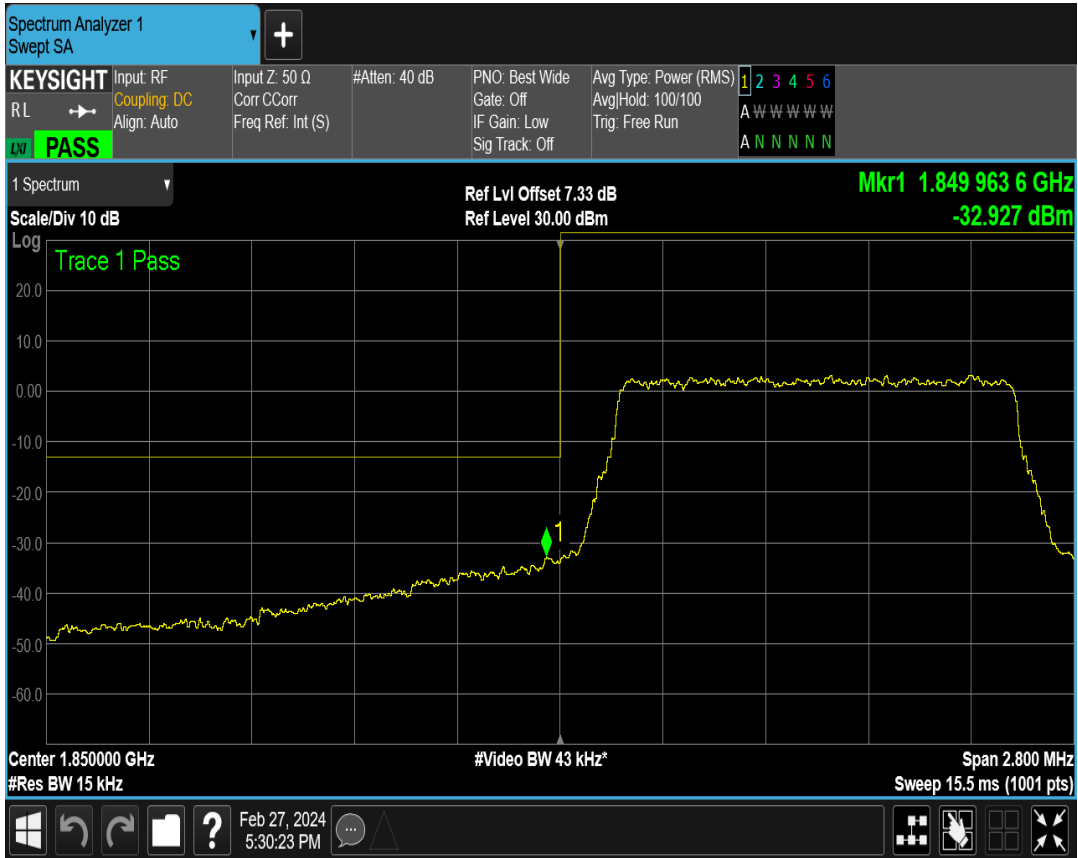 Spectrum Analyzer 1
Swept SA
KEYSIGHT
R L
LXI PASS
Input: RF
Coupling: DC
Align: Auto
Input Z: 50 Ω
Corr CCorr
Freq Ref: Int (S)
#Atten: 40 dB
PNO: Best Wide
Gate: Off
IF Gain: Low
Sig Track: Off
Avg Type: Power (RMS)
Avg|Hold: 100/100
Trig: Free Run
1 2 3 4 5 6
A W W W W W
A N N N N N
1 Spectrum
Scale/Div 10 dB
Ref Lvl Offset 7.33 dB
Ref Level 30.00 dBm
Mkr1 1.849 963 6 GHz
-32.927 dBm
Log
Trace 1 Pass
20.0
10.0
0.00
-10.0
-20.0
1
-30.0
-40.0
-50.0
-60.0
Center 1.850000 GHz
#Video BW 43 kHz*
Span 2.800 MHz
#Res BW 15 kHz
Sweep 15.5 ms (1001 pts)
?
Feb 27, 2024
5:30:23 PM